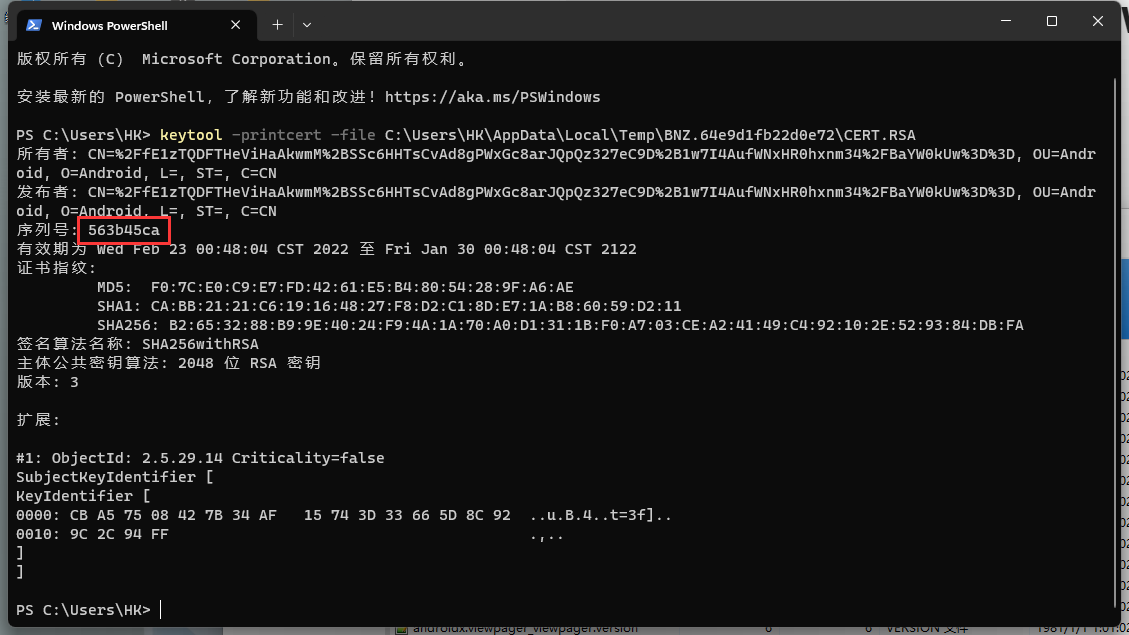 Windows PowerShell
版权所有 (C) Microsoft Corporation。保留所有权利。
安装最新的 PowerShell，了解新功能和改进！https://aka.ms/PSWindows
PS C:\Users\HK> keytool -printcert -file C:\Users\HK\AppData\Local\Temp\BNZ.64e9d1fb22d0e72\CERT.RSA
所有者: CN=%2FfE1zTQDFTHeViHaAkwmM%2BSSc6HHTsCvAd8gPWxGc8arJQpQz327eC9D%2B1w7I4AufWNxHR0hxnm34%2FBaYW0kUw%3D%3D, OU=Andr
oid, O=Android, L=, ST=, C=CN
发布者: CN=%2FfE1zTQDFTHeViHaAkwmM%2BSSc6HHTsCvAd8gPWxGc8arJQpQz327eC9D%2B1w7I4AufWNxHR0hxnm34%2FBaYW0kUw%3D%3D, OU=Andr
oid, O=Android, L=, ST=, C=CN
序列号: 563b45ca
有效期为 Wed Feb 23 00:48:04 CST 2022 至 Fri Jan 30 00:48:04 CST 2122
证书指纹:
MD5: F0:7C:E0:C9:E7:FD:42:61:E5:B4:80:54:28:9F:A6:AE
SHA1: CA:BB:21:21:C6:19:16:48:27:F8:D2:C1:8D:E7:1A:B8:60:59:D2:11
SHA256: B2:65:32:88:B9:9E:40:24:F9:4A:1A:70:A0:D1:31:1B:F0:A7:03:CE:A2:41:49:C4:92:10:2E:52:93:84:DB:FA
签名算法名称: SHA256withRSA
主体公共密钥算法: 2048 位 RSA 密钥
版本: 3
扩展:
#1: ObjectId: 2.5.29.14 Criticality=false
SubjectKeyIdentifier [
KeyIdentifier [
0000: CB A5 75 08 42 7B 34 AF 15 74 3D 33 66 5D 8C 92 ..u.B.4..t=3f]..
0010: 9C 2C 94 FF .,..
]
]
PS C:\Users\HK>
androidx.viewpager_viewpager.version